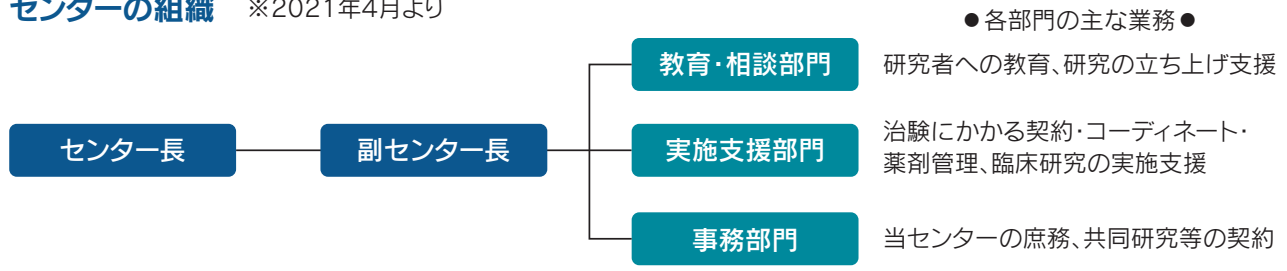 センターの組織 ※2021年4月より
●各部門の主な業務●
教育・相談部門 研究者への教育、研究の立ち上げ支援
センター長 副センター長 実施支援部門 治験にかかる契約・コーディネート・
薬剤管理、臨床研究の実施支援
事務部門 当センターの庶務、共同研究等の契約